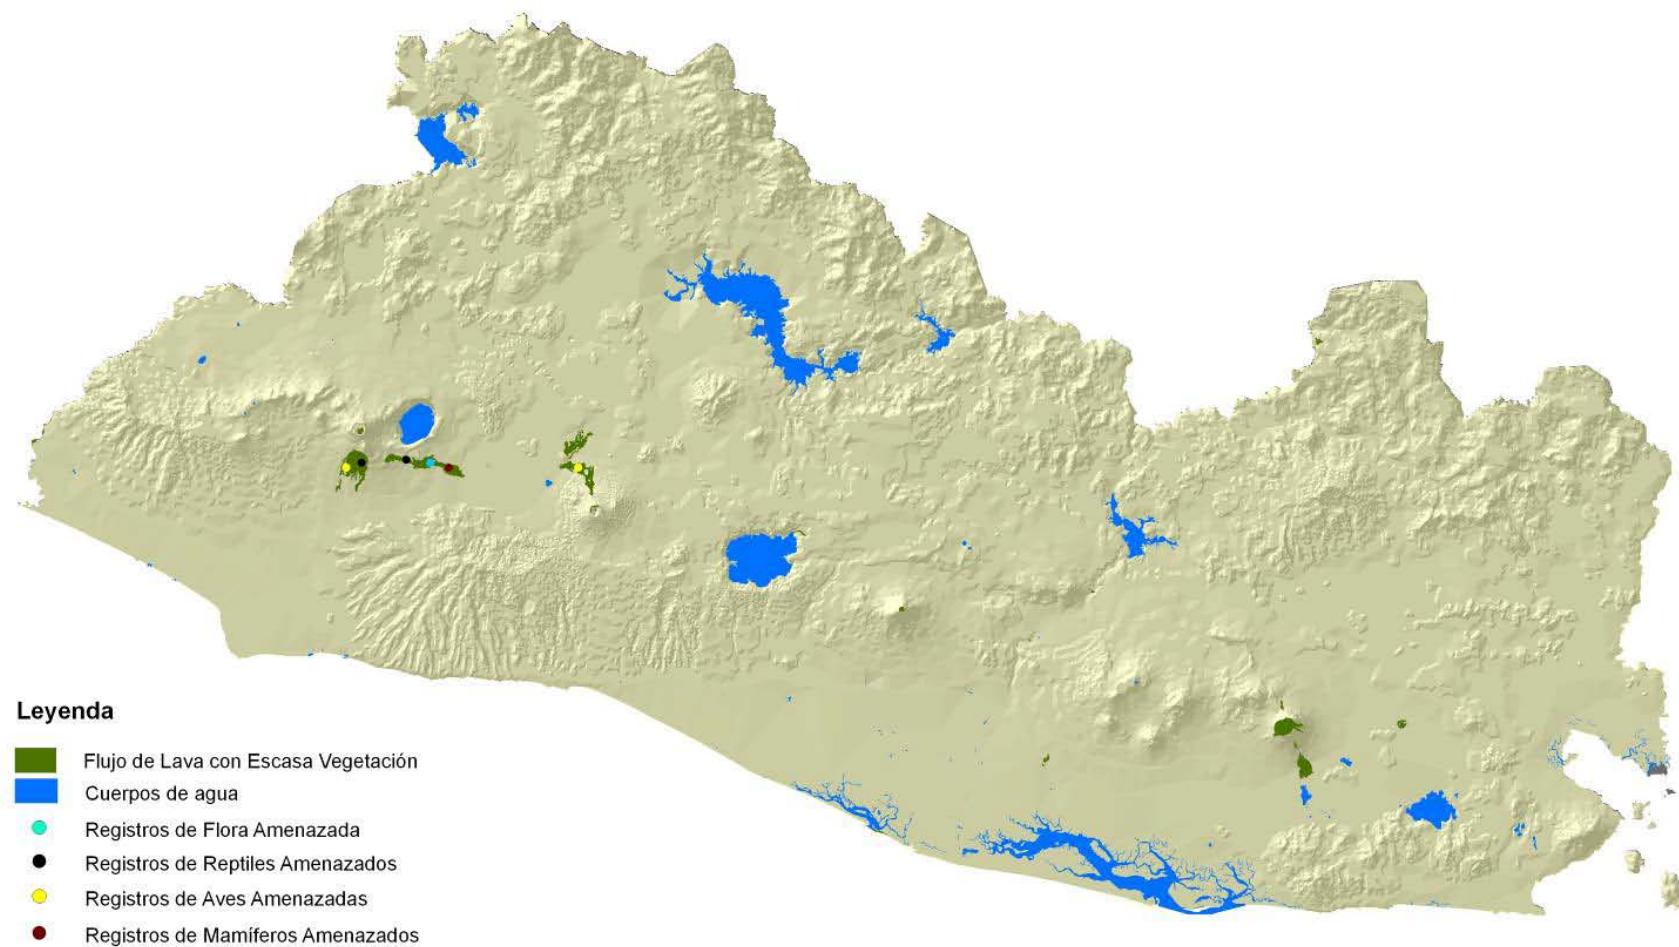 Leyenda
Flujo de Lava con Escasa Vegetación
Cuerpos de agua
Registros de Flora Amenazada
Registros de Reptiles Amenazados
Registros de Aves Amenazadas
Registros de Mamíferos Amenazados